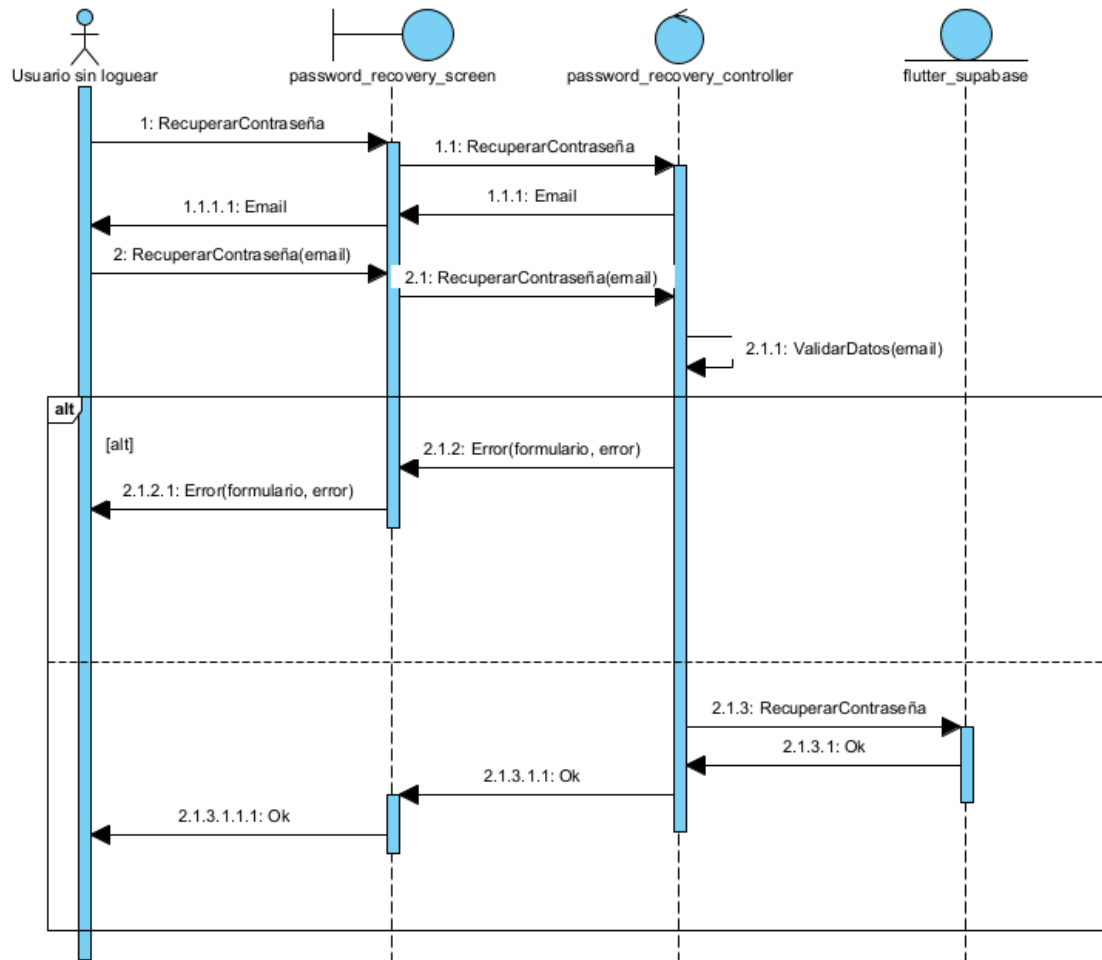 Usuario sin loguear
password_recovery_screen
password_recovery_controller
flutter_supabase
1: RecuperarContraseña
1.1: RecuperarContraseña
1.1.1: Email
1.1.1.1: Email
2: RecuperarContraseña(email)
2.1: RecuperarContraseña(email)
2.1.1: ValidarDatos(email)
alt
[alt]
2.1.2: Error(formulario, error)
2.1.2.1: Error(formulario, error)
2.1.3: RecuperarContraseña
2.1.3.1: Ok
2.1.3.1.1: Ok
2.1.3.1.1.1: Ok